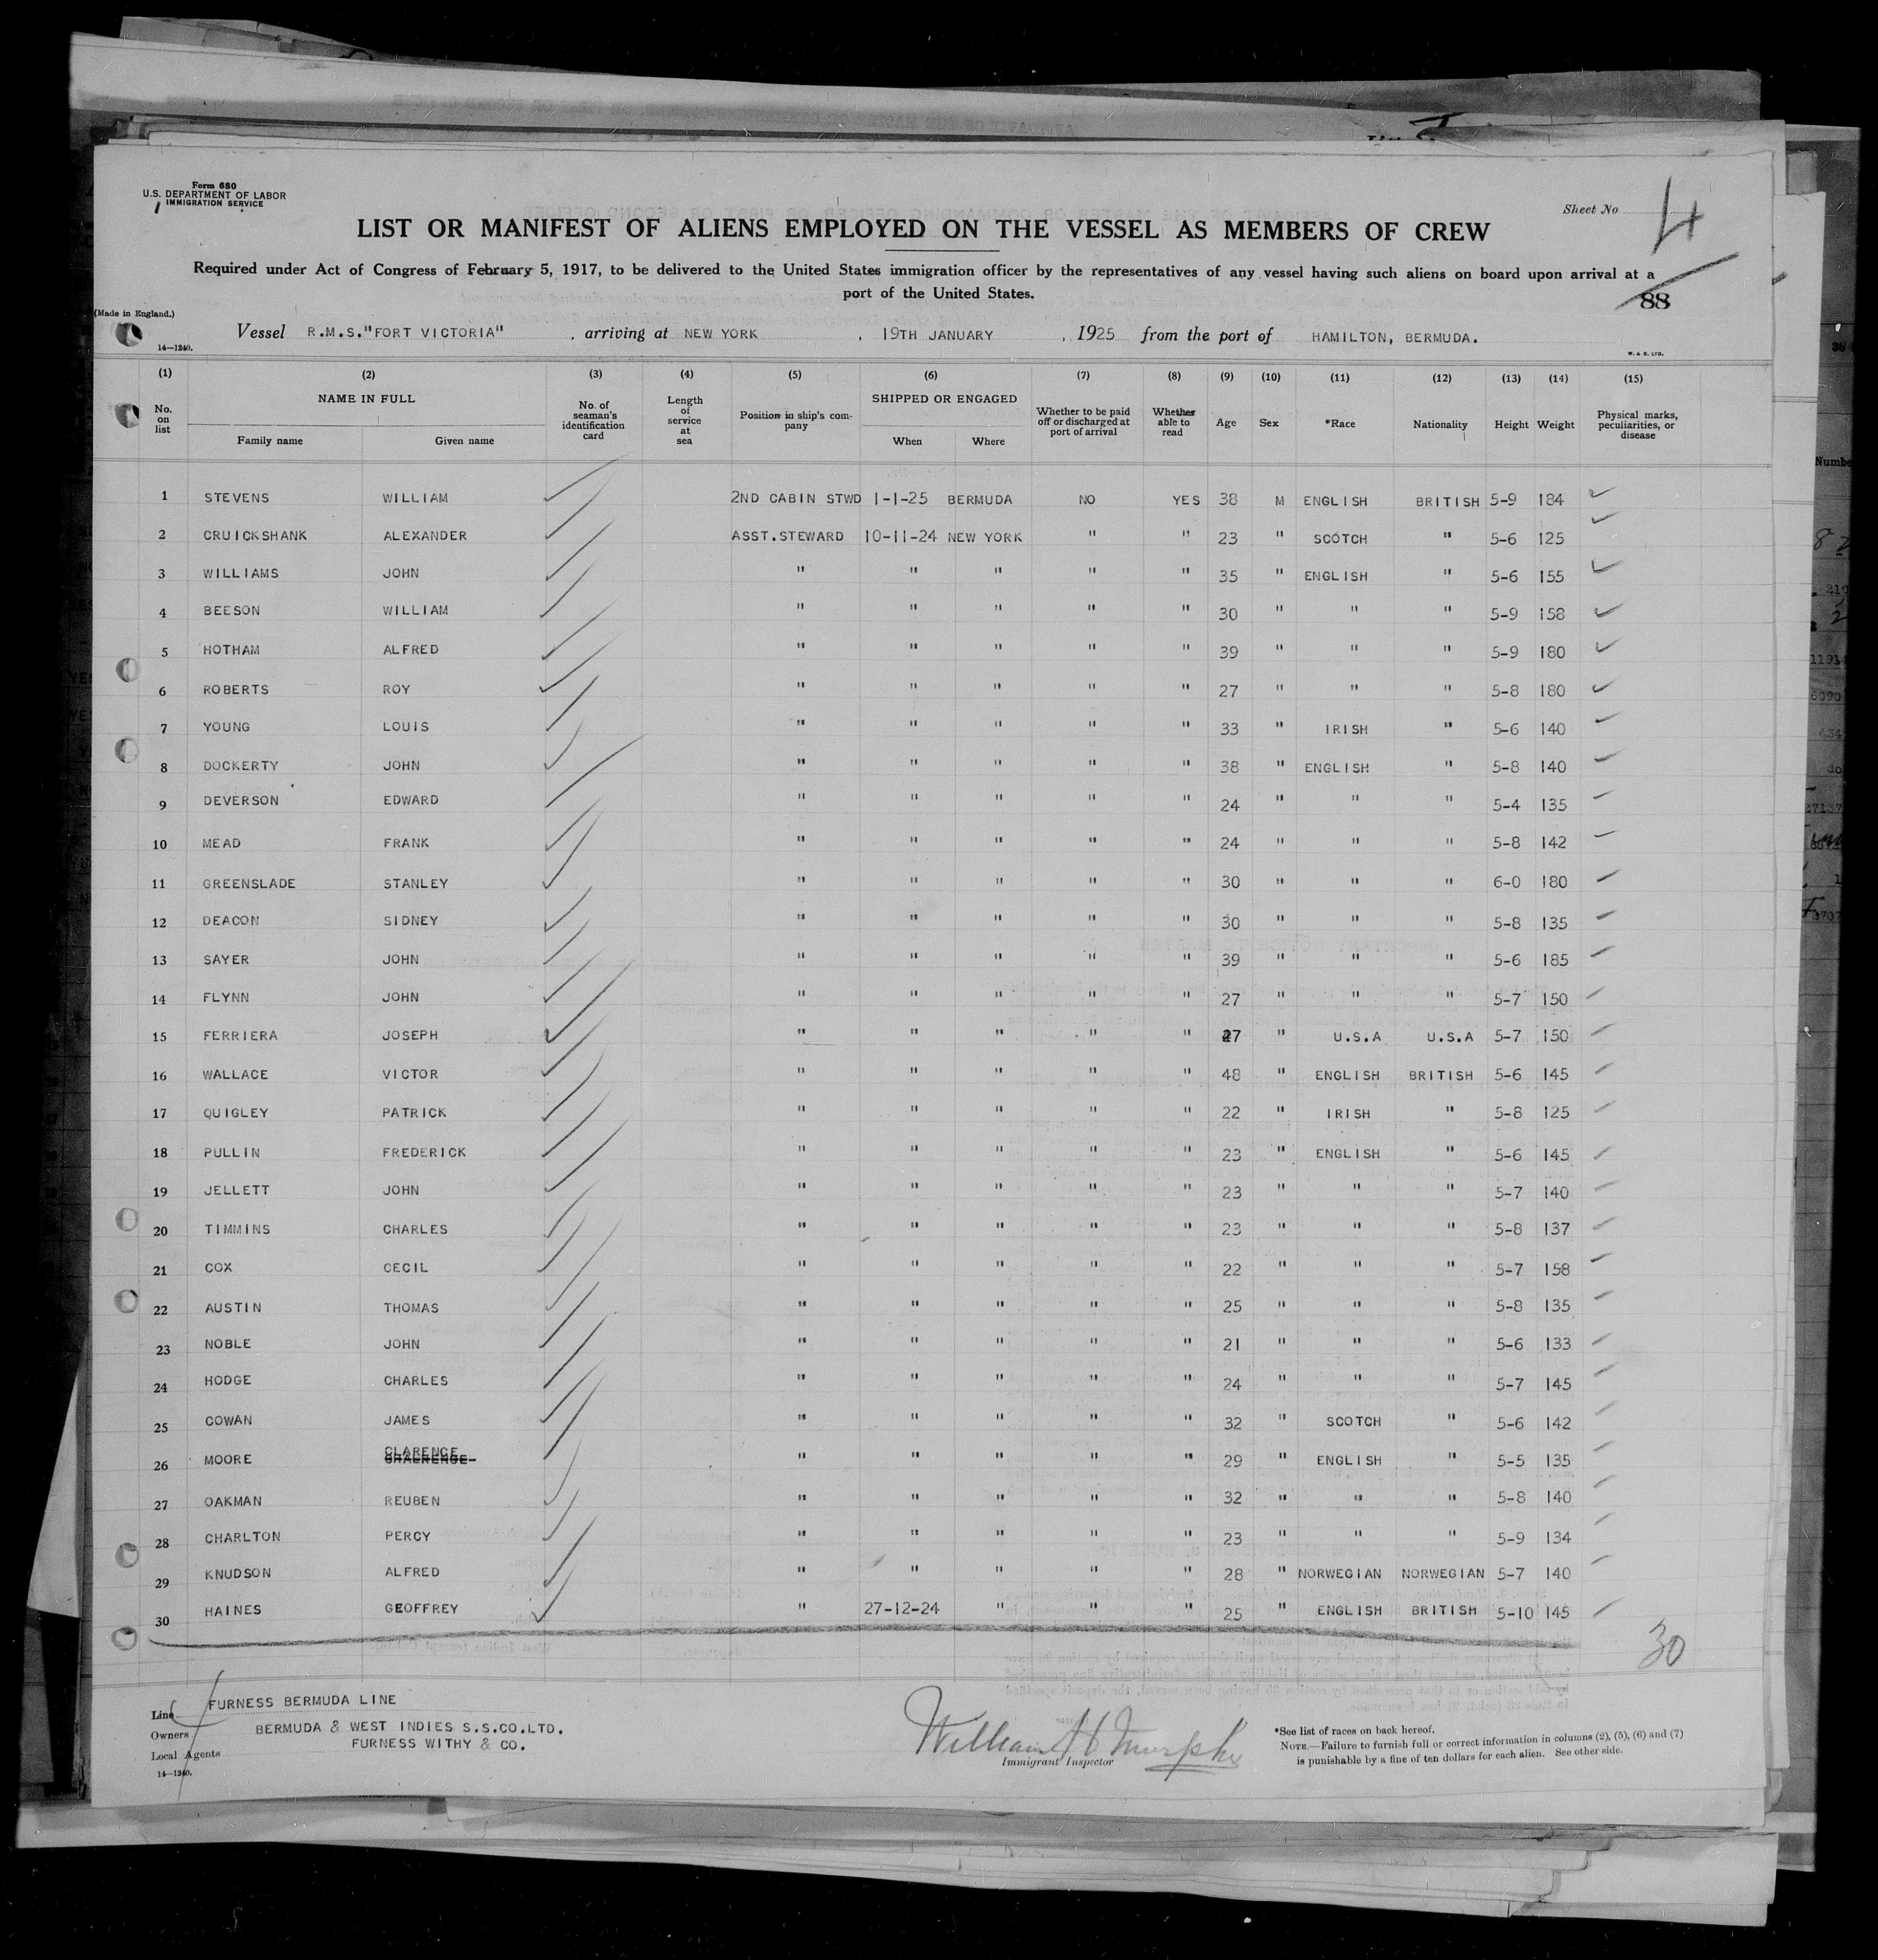 Form 680
U.S. DEPARTMENT OF LABOR
IMMIGRATION SERVICE
Sheet No 4
LIST OR MANIFEST OF ALIENS EMPLOYED ON THE VESSEL AS MEMBERS OF CREW
Required under Act of Congress of February 5, 1917, to be delivered to the United States immigration officer by the representatives of any vessel having such aliens on board upon arrival at a
port of the United States.
88
(Made in England.)
Vessel R.M.S."FORT VICTORIA" , arriving at NEW YORK , 19TH JANUARY , 1925 from the port of HAMILTON, BERMUDA.
14—1240.
W. & S. LTD.
(1) (2) (3) (4) (5) (6) (7) (8) (9) (10) (11) (12) (13) (14) (15)
No. on list NAME IN FULL Family name Given name No. of seaman's identification card Length of service at sea Position in ship's company SHIPPED OR ENGAGED When Where Whether to be paid off or discharged at port of arrival Whether able to read Age Sex *Race Nationality Height Weight Physical marks, peculiarities, or disease
1 STEVENS WILLIAM 2ND CABIN STWD 1-1-25 BERMUDA NO YES 38 M ENGLISH BRITISH 5-9 184
2 CRUICKSHANK ALEXANDER ASST.STEWARD 10-11-24 NEW YORK " " 23 " SCOTCH " 5-6 125
3 WILLIAMS JOHN " " " " " 35 " ENGLISH " 5-6 155
4 BEESON WILLIAM " " " " " 30 " " " 5-9 158
5 HOTHAM ALFRED " " " " " 39 " " " 5-9 180
6 ROBERTS ROY " " " " " 27 " " " 5-8 180
7 YOUNG LOUIS " " " " " 33 " IRISH " 5-6 140
8 DOCKERTY JOHN " " " " " 38 " ENGLISH " 5-8 140
9 DEVERSON EDWARD " " " " " 24 " " " 5-4 135
10 MEAD FRANK " " " " " 24 " " " 5-8 142
11 GREENSLADE STANLEY " " " " " 30 " " " 6-0 180
12 DEACON SIDNEY " " " " " 30 " " " 5-8 135
13 SAYER JOHN " " " " " 39 " " " 5-6 185
14 FLYNN JOHN " " " " " 27 " " " 5-7 150
15 FERRIERA JOSEPH " " " " " 27 " U.S.A U.S.A 5-7 150
16 WALLACE VICTOR " " " " " 48 " ENGLISH BRITISH 5-6 145
17 QUIGLEY PATRICK " " " " " 22 " IRISH " 5-8 125
18 PULLIN FREDERICK " " " " " 23 " ENGLISH " 5-6 145
19 JELLETT JOHN " " " " " 23 " " " 5-7 140
20 TIMMINS CHARLES " " " " " 23 " " " 5-8 137
21 COX CECIL " " " " " 22 " " " 5-7 158
22 AUSTIN THOMAS " " " " " 25 " " " 5-8 135
23 NOBLE JOHN " " " " " 21 " " " 5-6 133
24 HODGE CHARLES " " " " " 24 " " " 5-7 145
25 COWAN JAMES " " " " " 32 " SCOTCH " 5-6 142
26 MOORE CLARENCE " " " " " 29 " ENGLISH " 5-5 135
27 OAKMAN REUBEN " " " " " 32 " " " 5-8 140
28 CHARLTON PERCY " " " " " 23 " " " 5-9 134
29 KNUDSON ALFRED " " " " " 28 " NORWEGIAN NORWEGIAN 5-7 140
30 HAINES GEOFFREY " 27-12-24 " " " 25 " ENGLISH BRITISH 5-10 145
30
Line FURNESS BERMUDA LINE
Owners BERMUDA & WEST INDIES S.S.CO.LTD.
Local Agents FURNESS WITHY & CO.
14—1240.
William H Murphy
Immigrant Inspector
*See list of races on back hereof.
NOTE.—Failure to furnish full or correct information in columns (2), (5), (6) and (7)
is punishable by a fine of ten dollars for each alien. See other side.